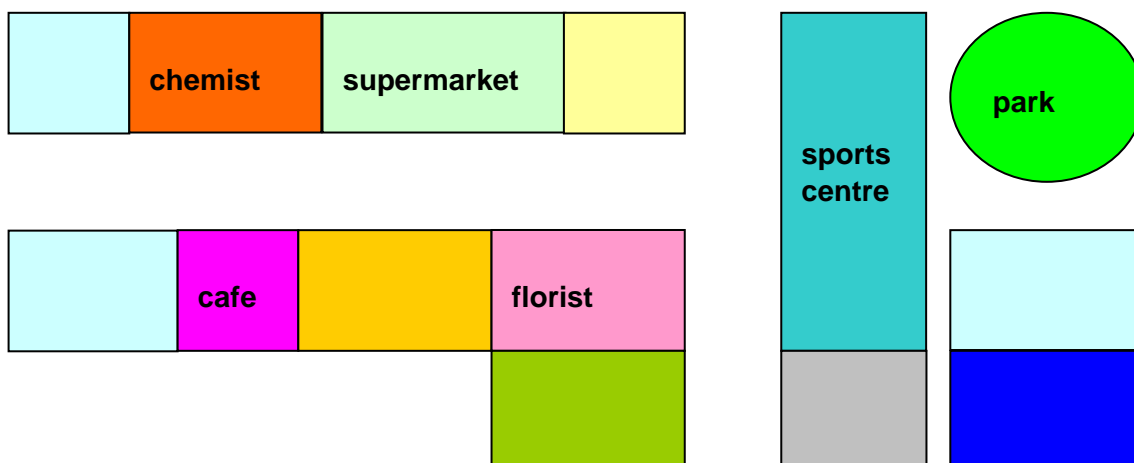 chemist
supermarket
park
sports
centre
cafe
florist